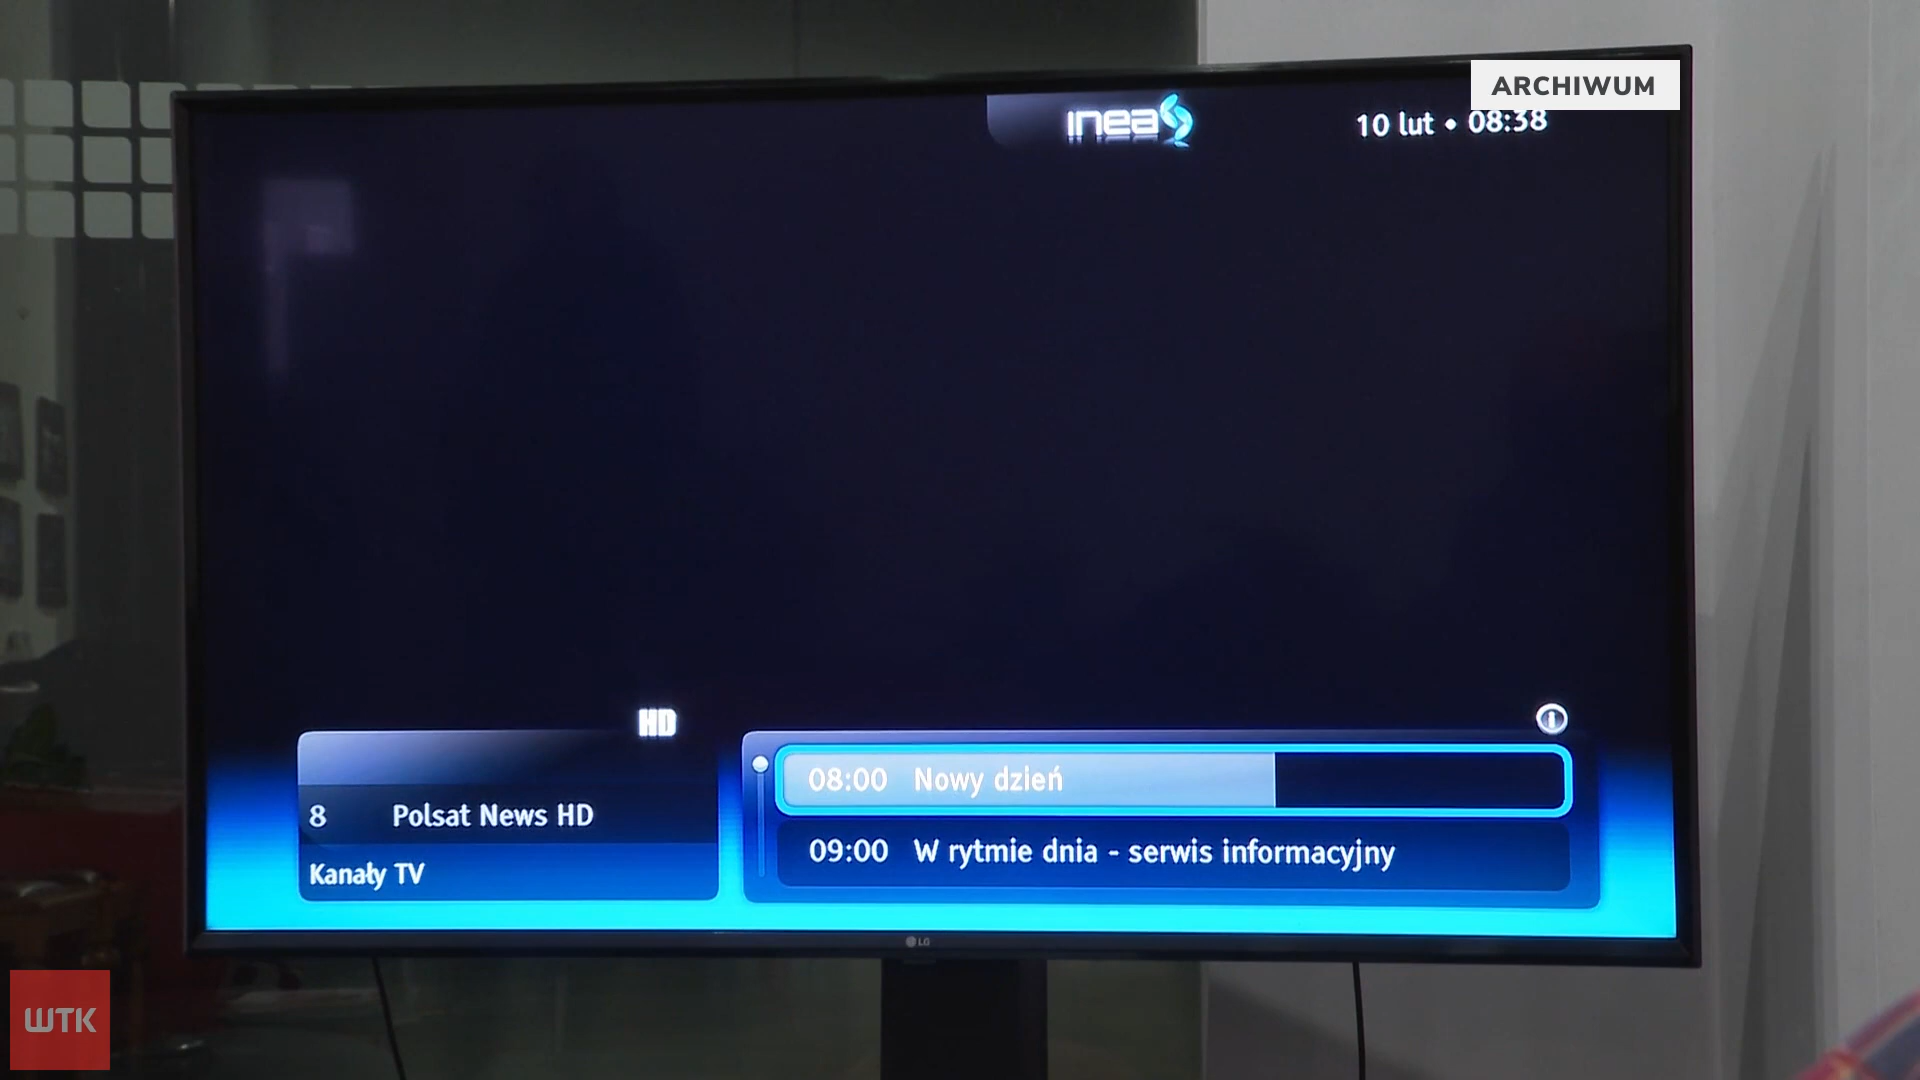 ARCHIWUM
inea
10 lut • 08:38
HD
08:00 Nowy dzień
8 Polsat News HD
09:00 W rytmie dnia - serwis informacyjny
Kanały TV
LG
WTK